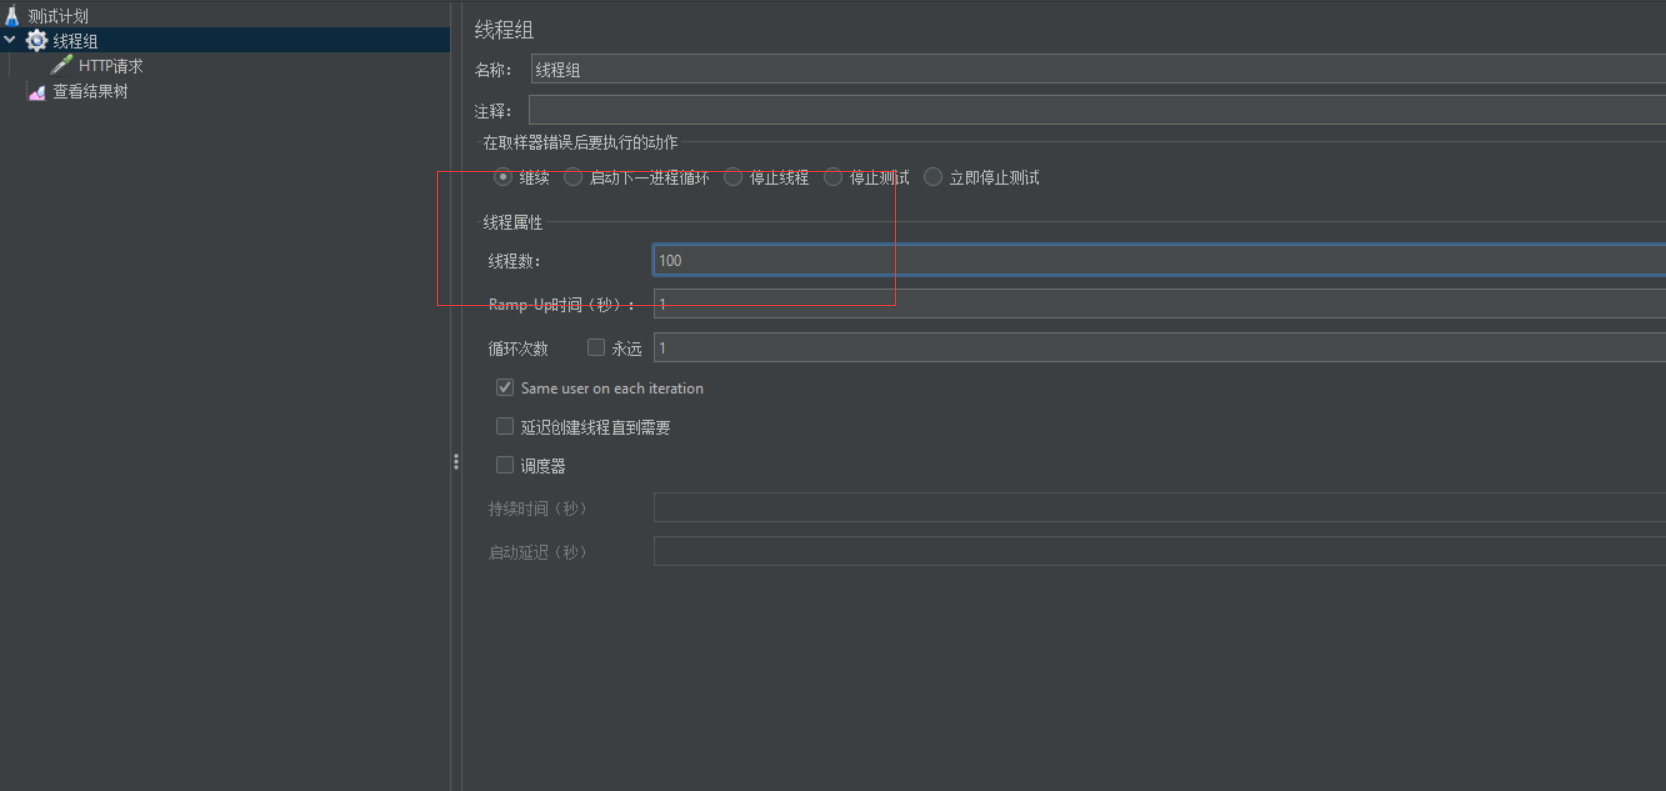 测试计划
线程组
HTTP请求
查看结果树
线程组
名称： 线程组
注释：
在取样器错误后要执行的动作
继续 启动下一进程循环 停止线程 停止测试 立即停止测试
线程属性
线程数： 100
Ramp-Up时间（秒）： 1
循环次数 永远 1
Same user on each iteration
延迟创建线程直到需要
调度器
持续时间（秒）
启动延迟（秒）